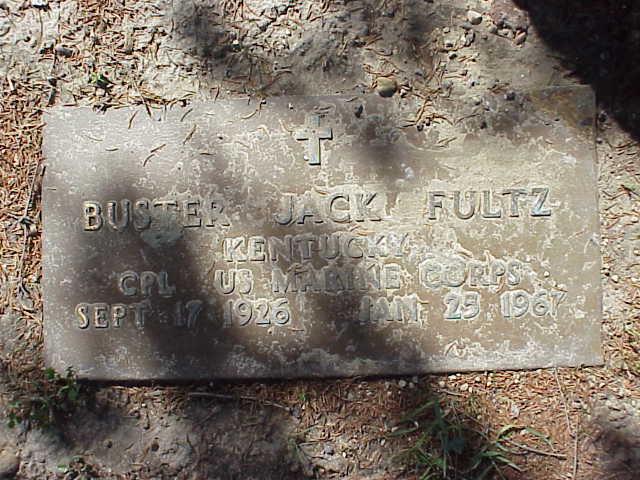 BUSTER JACK FULTZ
KENTUCKY
CPL US MARINE CORPS
SEPT 17 1926 JAN 25 1967